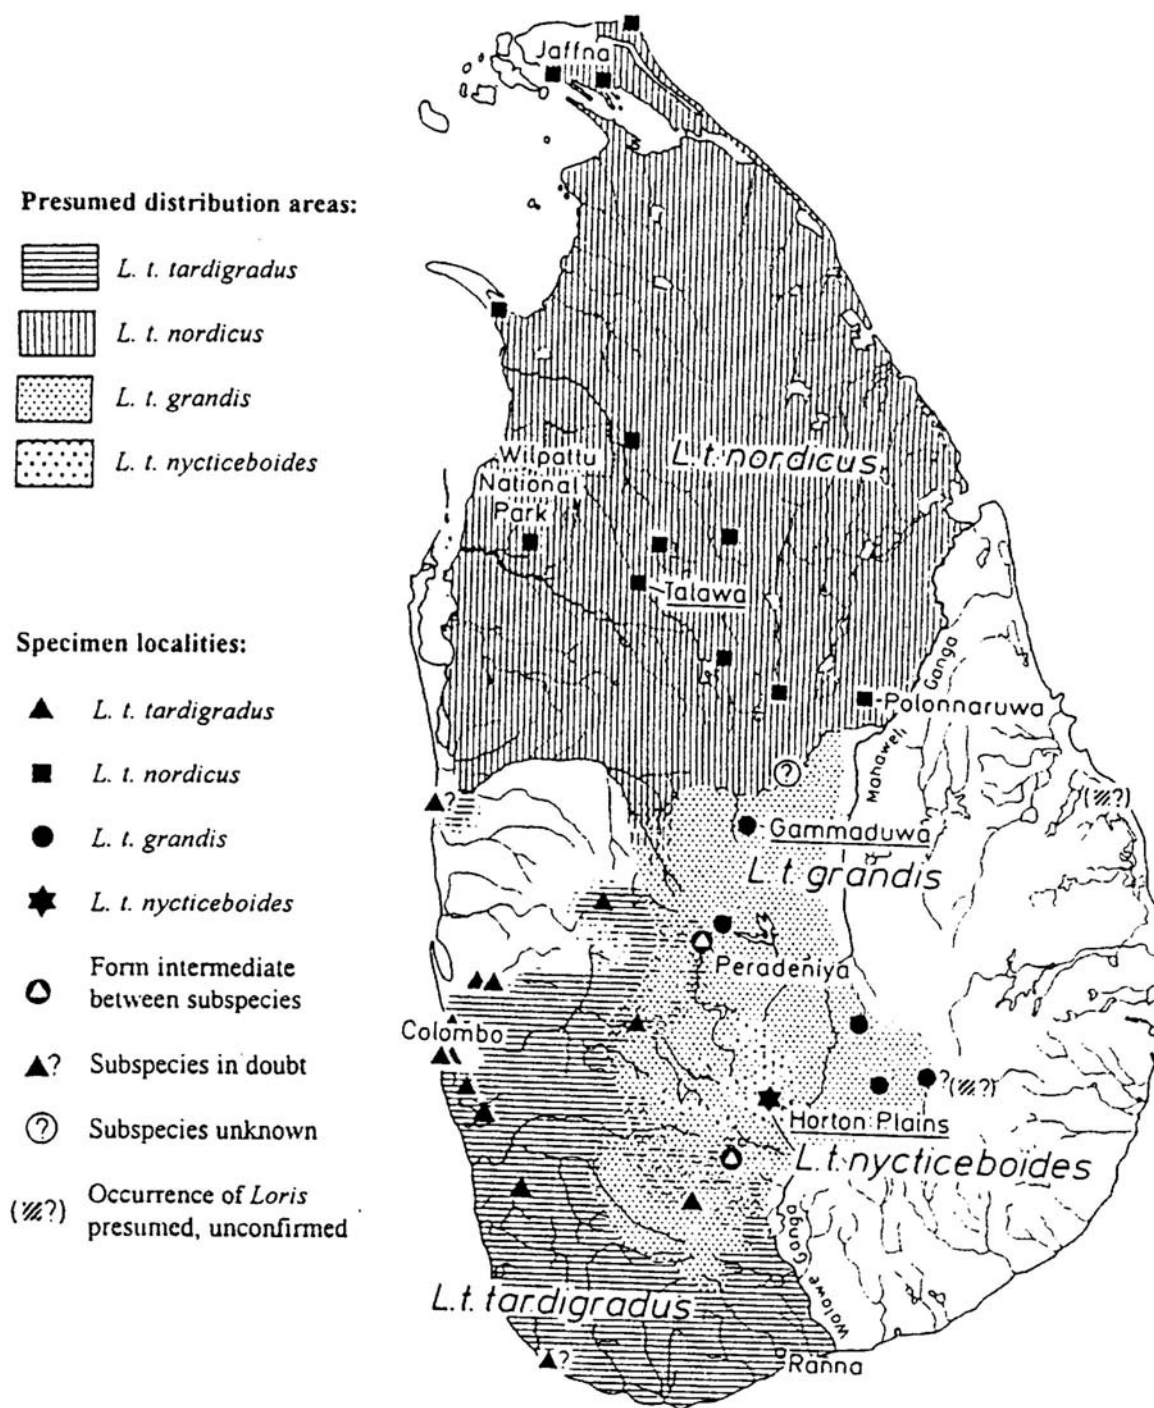 Presumed distribution areas:
L. t. tardigradus
L. t. nordicus
L. t. grandis
L. t. nycticeboides
Specimen localities:
L. t. tardigradus
L. t. nordicus
L. t. grandis
L. t. nycticeboides
Form intermediate
between subspecies
? Subspecies in doubt
? Subspecies unknown
(?) Occurrence of Loris
presumed, unconfirmed
Jaffna
L.t.nordicus
Wilpattu
National
Park
Talawa
Polonnaruwa
Mahaweli Ganga
?
?
(?)
Gammaduwa
L.t.grandis
Peradeniya
Colombo
?
(?)
Horton Plains
L.t.nycticeboides
Walawe Ganga
L.t.tardigradus
?
Ranna